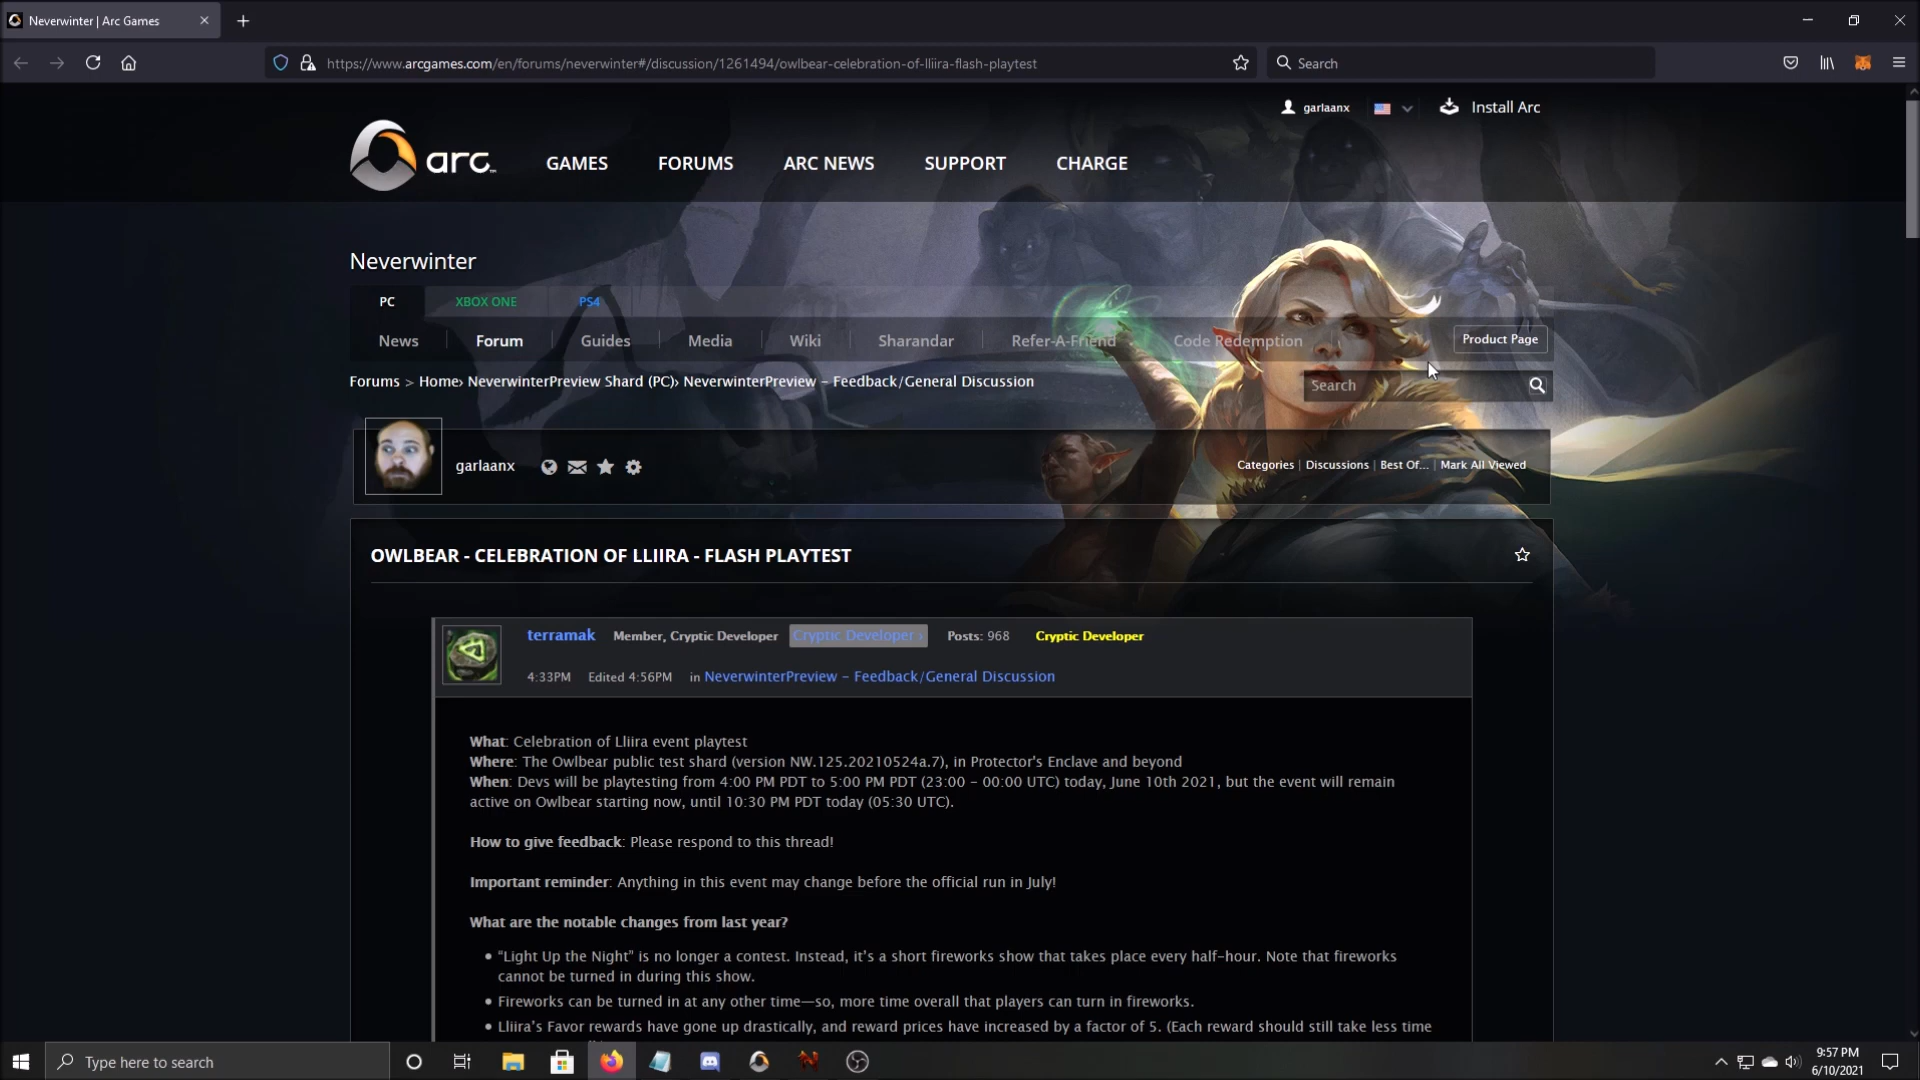 Neverwinter | Arc Games
https://www.arcgames.com/en/forums/neverwinter#/discussion/1261494/owlbear-celebration-of-lliira-flash-playtest
Search
garlaanx
Install Arc
arc
GAMES FORUMS ARC NEWS SUPPORT CHARGE
Neverwinter
PC XBOX ONE PS4
News Forum Guides Media Wiki Sharandar Refer-A-Friend Code Redemption Product Page
Forums > Home› NeverwinterPreview Shard (PC)› NeverwinterPreview - Feedback/General Discussion
Search
garlaanx
Categories | Discussions | Best Of... | Mark All Viewed
OWLBEAR - CELEBRATION OF LLIIRA - FLASH PLAYTEST
terramak Member, Cryptic Developer Cryptic Developer › Posts: 968 Cryptic Developer
4:33PM Edited 4:56PM in NeverwinterPreview - Feedback/General Discussion
What: Celebration of Lliira event playtest
Where: The Owlbear public test shard (version NW.125.20210524a.7), in Protector's Enclave and beyond
When: Devs will be playtesting from 4:00 PM PDT to 5:00 PM PDT (23:00 - 00:00 UTC) today, June 10th 2021, but the event will remain
active on Owlbear starting now, until 10:30 PM PDT today (05:30 UTC).
How to give feedback: Please respond to this thread!
Important reminder: Anything in this event may change before the official run in July!
What are the notable changes from last year?
• "Light Up the Night" is no longer a contest. Instead, it's a short fireworks show that takes place every half-hour. Note that fireworks
cannot be turned in during this show.
• Fireworks can be turned in at any other time—so, more time overall that players can turn in fireworks.
• Lliira's Favor rewards have gone up drastically, and reward prices have increased by a factor of 5. (Each reward should still take less time
Type here to search
9:57 PM
6/10/2021